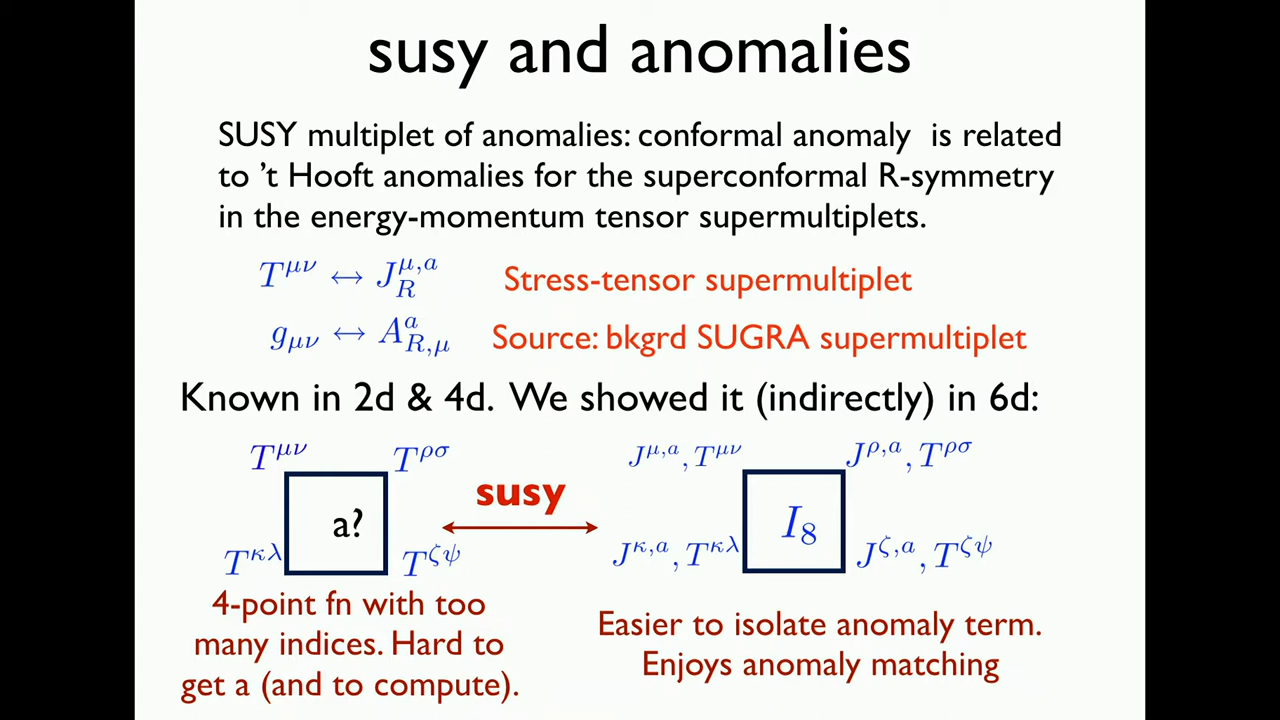 susy and anomalies
SUSY multiplet of anomalies: conformal anomaly is related
to ’t Hooft anomalies for the superconformal R-symmetry
in the energy-momentum tensor supermultiplets.
T^{μν} ↔ J_R^{μ,a} Stress-tensor supermultiplet
g_{μν} ↔ A^a_{R,μ} Source: bkgrd SUGRA supermultiplet
Known in 2d & 4d. We showed it (indirectly) in 6d:
T^{μν} T^{ρσ} J^{μ,a}, T^{μν} J^{ρ,a}, T^{ρσ}
a? susy I_8
T^{κλ} T^{ζψ} J^{κ,a}, T^{κλ} J^{ζ,a}, T^{ζψ}
4-point fn with too
many indices. Hard to
get a (and to compute).
Easier to isolate anomaly term.
Enjoys anomaly matching